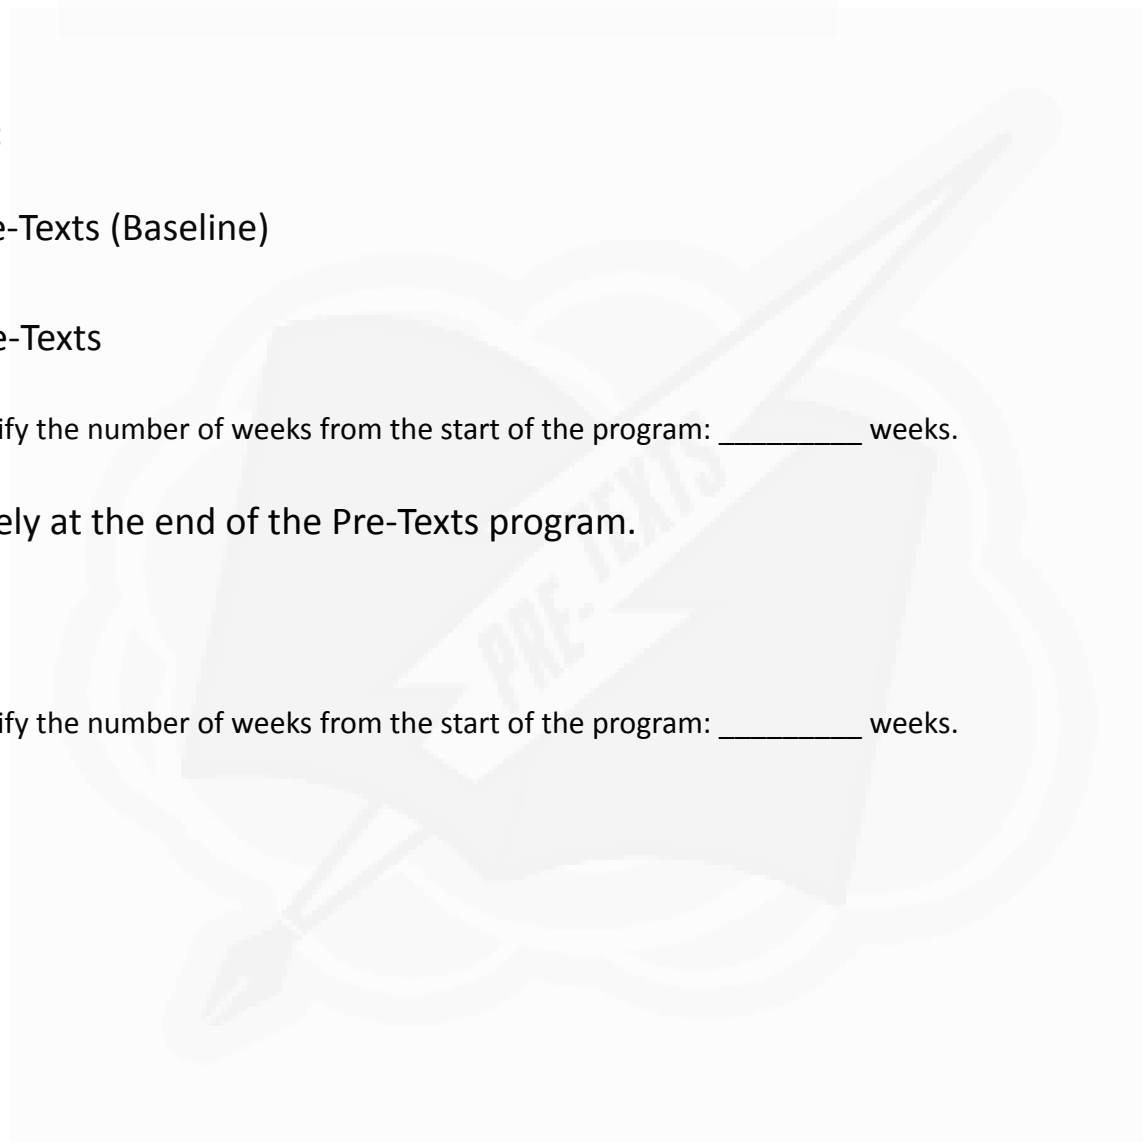 :
e-Texts (Baseline)
e-Texts
ify the number of weeks from the start of the program: _________ weeks.
ely at the end of the Pre-Texts program.
PRE-TEXTS
ify the number of weeks from the start of the program: _________ weeks.